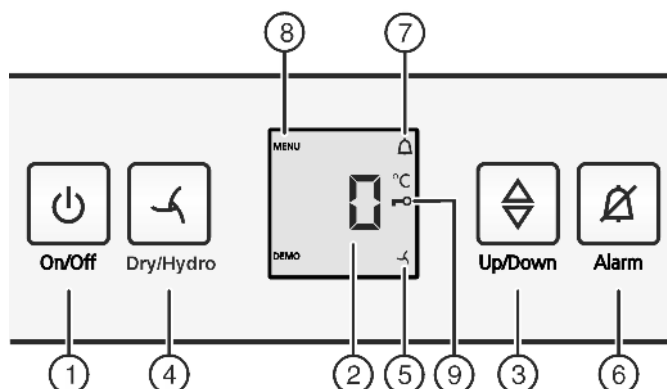 8 7
MENU
°C
0
DEMO
On/Off Dry/Hydro Up/Down Alarm
1 4 2 5 9 3 6